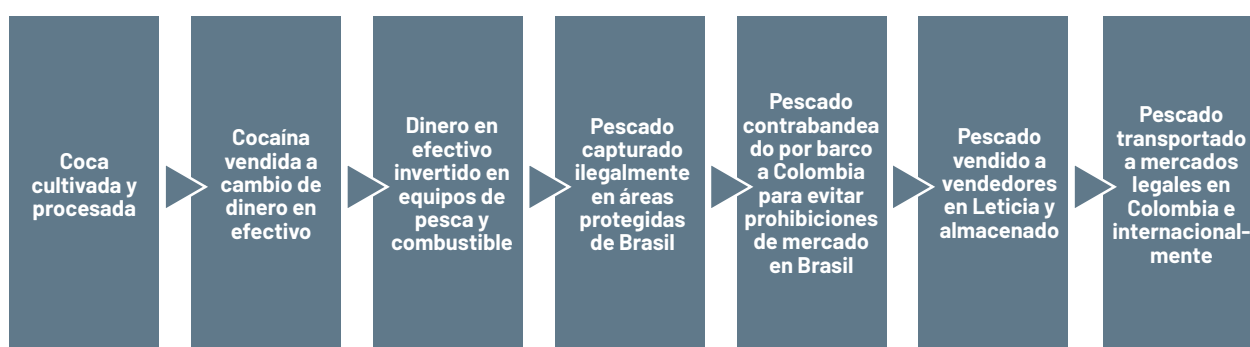 Coca
cultivada y
procesada
Cocaína
vendida a
cambio de
dinero en
efectivo
Dinero en
efectivo
invertido en
equipos de
pesca y
combustible
Pescado
capturado
ilegalmente
en áreas
protegidas
de Brasil
Pescado
contrabandea
do por barco
a Colombia
para evitar
prohibiciones
de mercado
en Brasil
Pescado
vendido a
vendedores
en Leticia y
almacenado
Pescado
transportado
a mercados
legales en
Colombia e
internacional-
mente